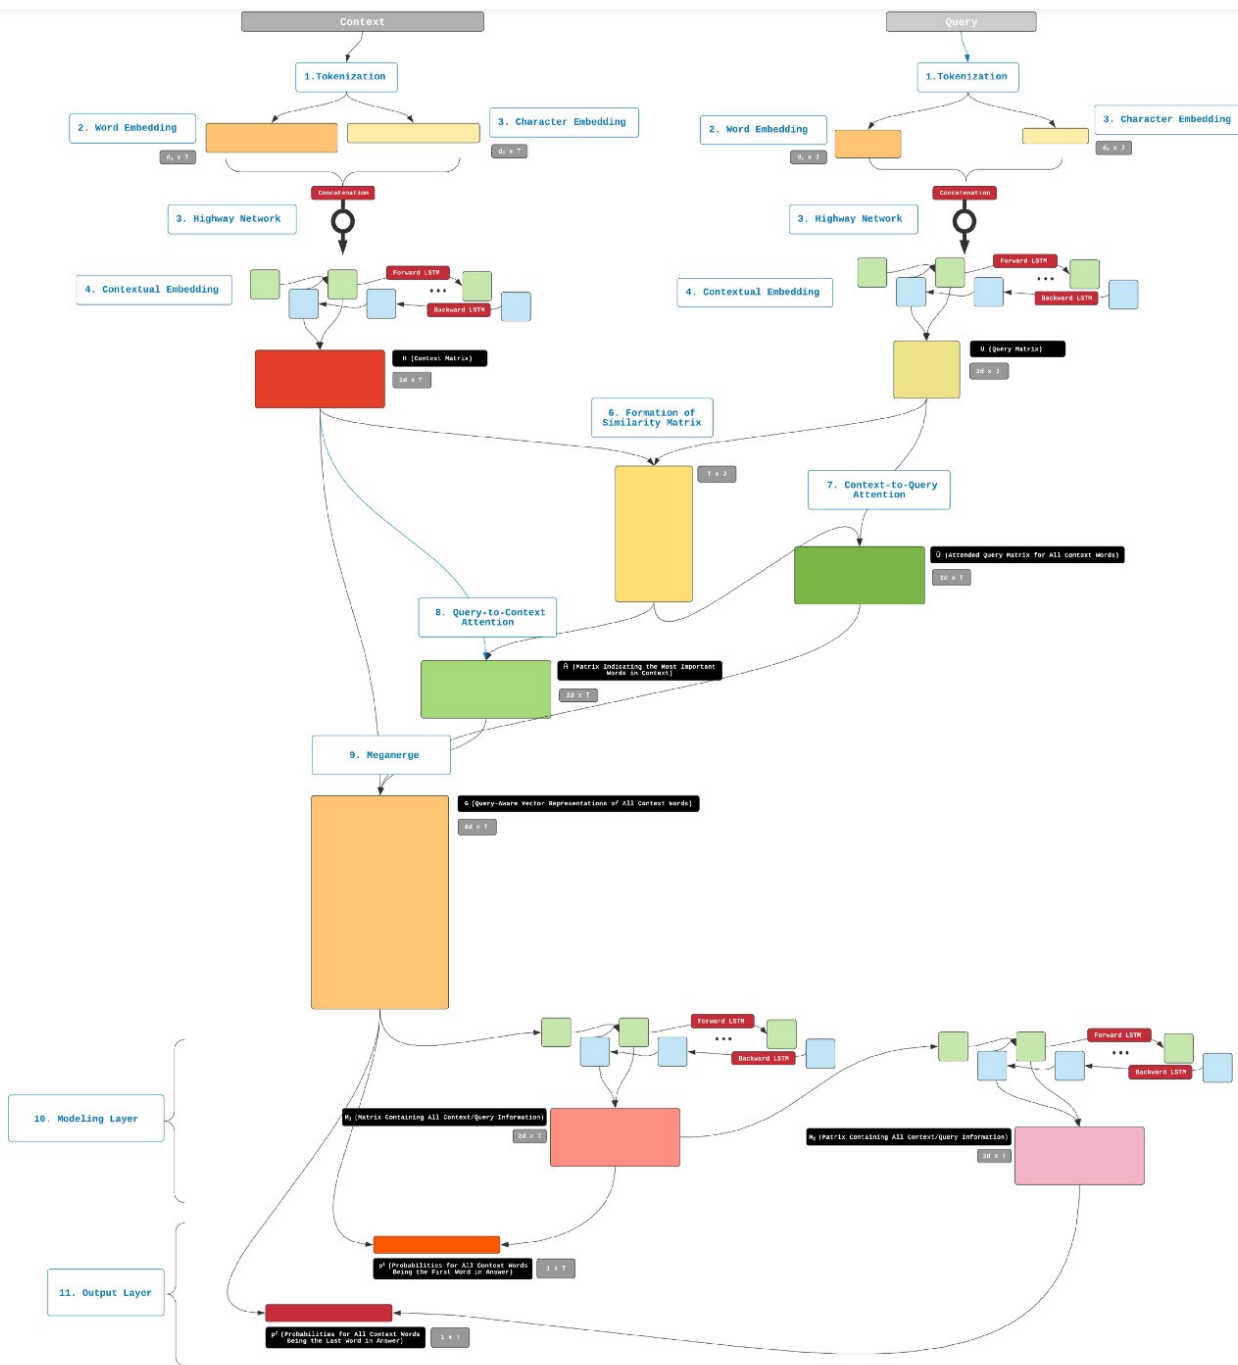 Context
Query
1.Tokenization
1.Tokenization
2. Word Embedding
3. Character Embedding
d₁ x T
d₂ x T
2. Word Embedding
3. Character Embedding
d₁ x J
d₂ x J
Concatenation
Concatenation
3. Highway Network
3. Highway Network
4. Contextual Embedding
Forward LSTM
...
Backward LSTM
4. Contextual Embedding
Forward LSTM
...
Backward LSTM
H (Context Matrix)
2d x T
U (Query Matrix)
2d x J
6. Formation of
Similarity Matrix
T x J
7. Context-to-Query
Attention
Ũ (Attended Query Matrix for All Context Words)
2d x T
8. Query-to-Context
Attention
H̃ (Matrix Indicating the Most Important
Words in Context)
2d x T
9. Megamerge
G (Query-Aware Vector Representations of All Context Words)
8d x T
Forward LSTM
...
Backward LSTM
Forward LSTM
...
Backward LSTM
10. Modeling Layer
M₁ (Matrix Containing All Context/Query Information)
2d x T
M₂ (Matrix Containing All Context/Query Information)
2d x T
p¹ (Probabilities for All Context Words
Being the First Word in Answer)
1 x T
11. Output Layer
p² (Probabilities for All Context Words
Being the Last Word in Answer)
1 x T